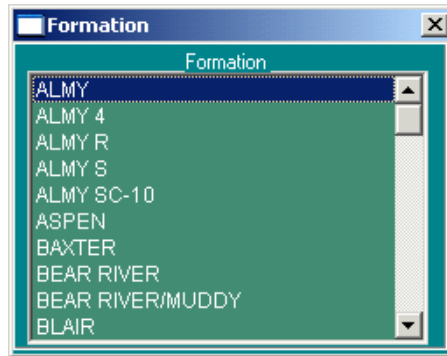 Formation
Formation
ALMY
ALMY 4
ALMY R
ALMY S
ALMY SC-10
ASPEN
BAXTER
BEAR RIVER
BEAR RIVER/MUDDY
BLAIR